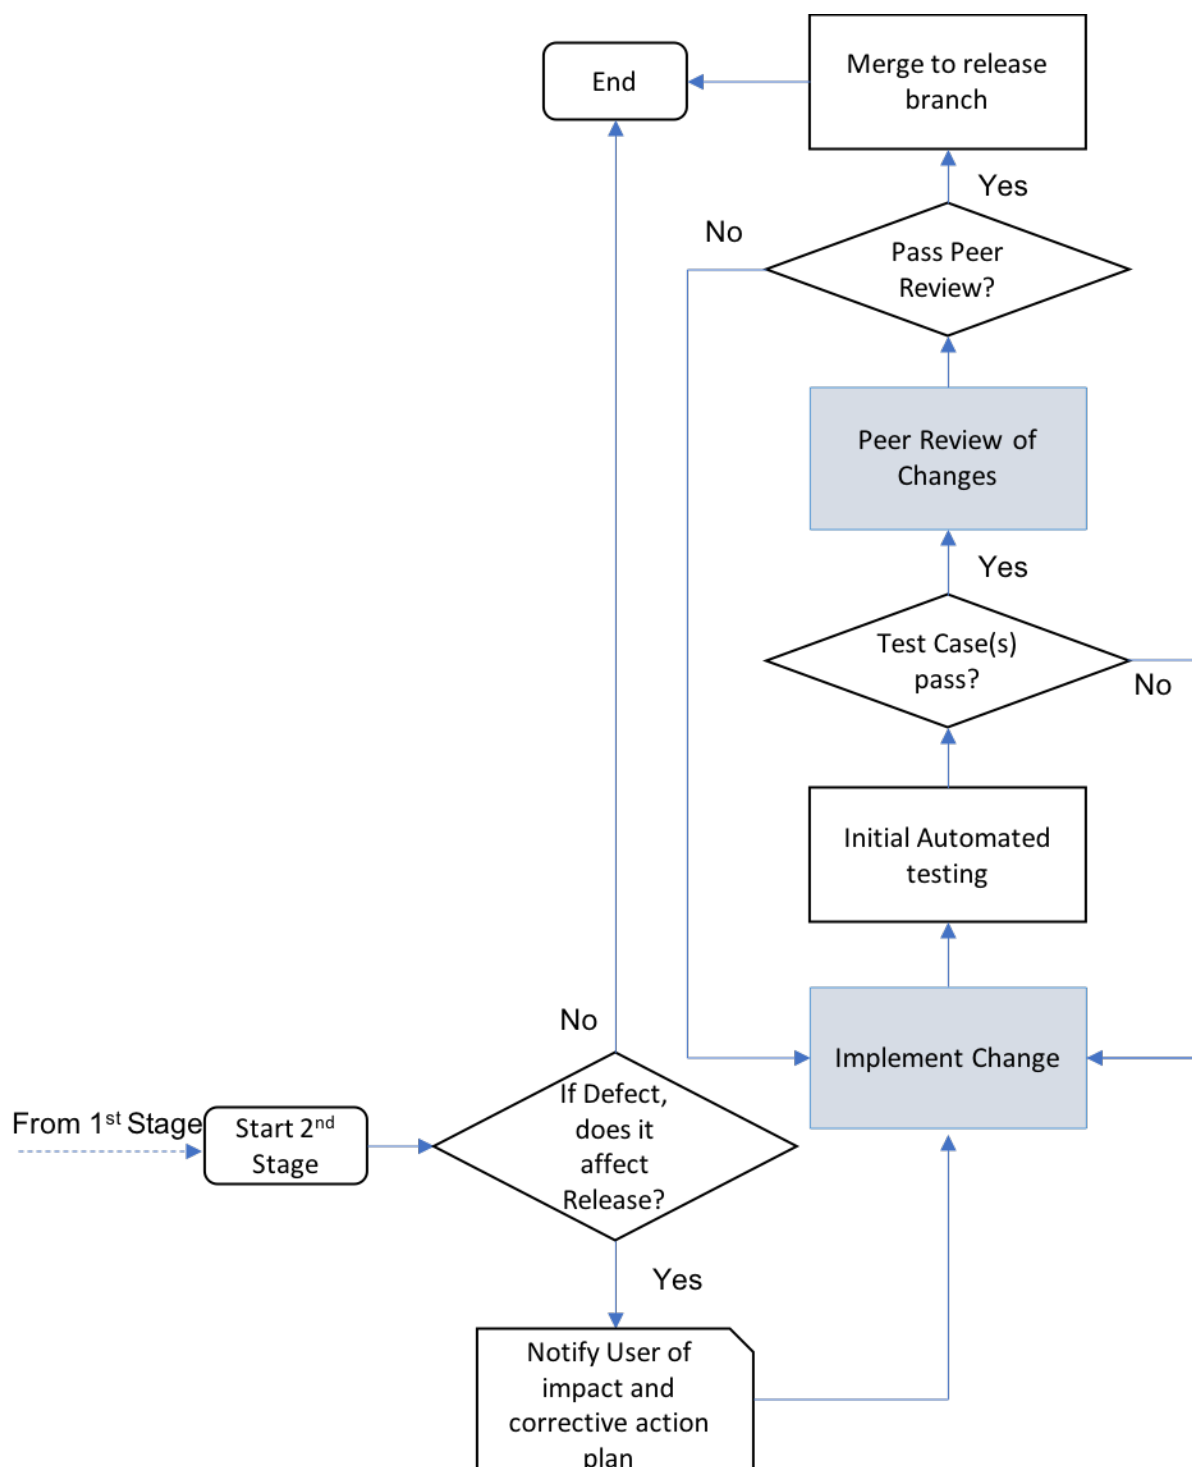 End
Merge to release
branch
Yes
No
Pass Peer
Review?
Peer Review of
Changes
Yes
Test Case(s)
pass?
No
Initial Automated
testing
Implement Change
No
From 1st Stage
Start 2nd
Stage
If Defect,
does it
affect
Release?
Yes
Notify User of
impact and
corrective action
plan